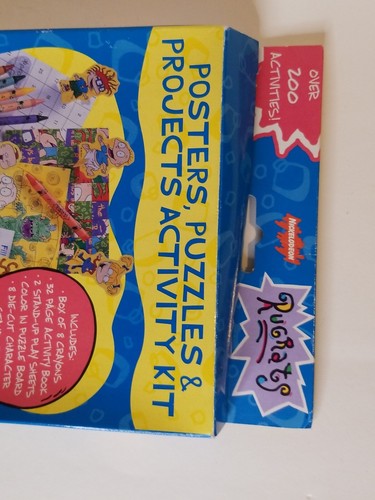 OVER
200
ACTIVITIES!
NICKELODEON
RUGRATS
POSTERS, PUZZLES &
PROJECTS ACTIVITY KIT
INCLUDES:
• BOX OF 8 CRAYONS
• 32 PAGE ACTIVITY BOOK
• 2 STAND-UP PLAY SHEETS
• COLOR IN PUZZLE BOARD
• 8 DIE-CUT CHARACTER